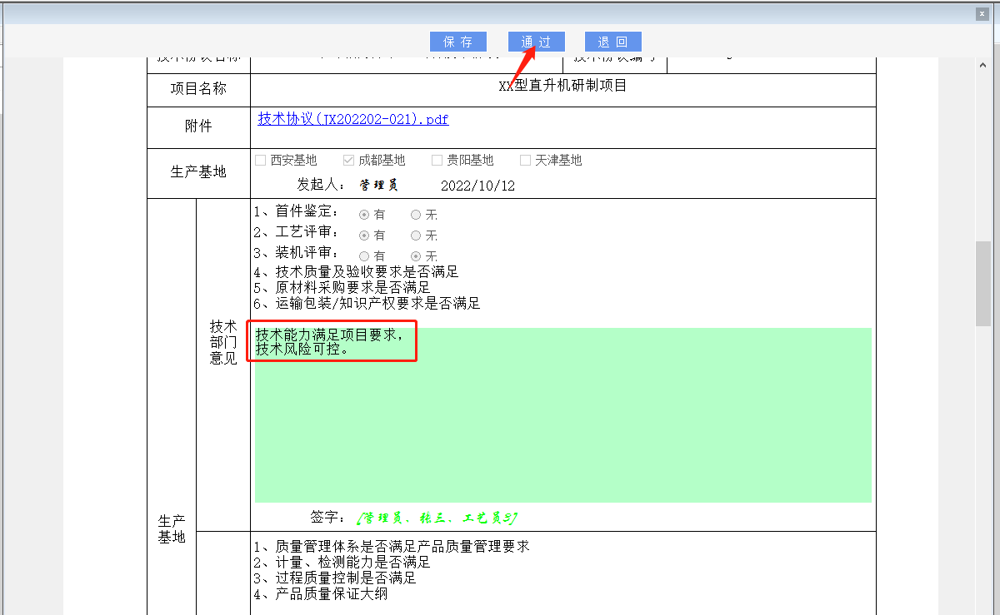 保 存 通 过 退 回
项目名称 XX型直升机研制项目
附件 技术协议(JX202202-021).pdf
生产基地 西安基地 成都基地 贵阳基地 天津基地
发起人： 管理员 2022/10/12
1、首件鉴定： 有 无
2、工艺评审： 有 无
3、装机评审： 有 无
4、技术质量及验收要求是否满足
5、原材料采购要求是否满足
6、运输包装/知识产权要求是否满足
技术
部门
意见
技术能力满足项目要求，
技术风险可控。
签字： [管理员、张三、工艺员3]
生产
基地
1、质量管理体系是否满足产品质量管理要求
2、计量、检测能力是否满足
3、过程质量控制是否满足
4、产品质量保证大纲